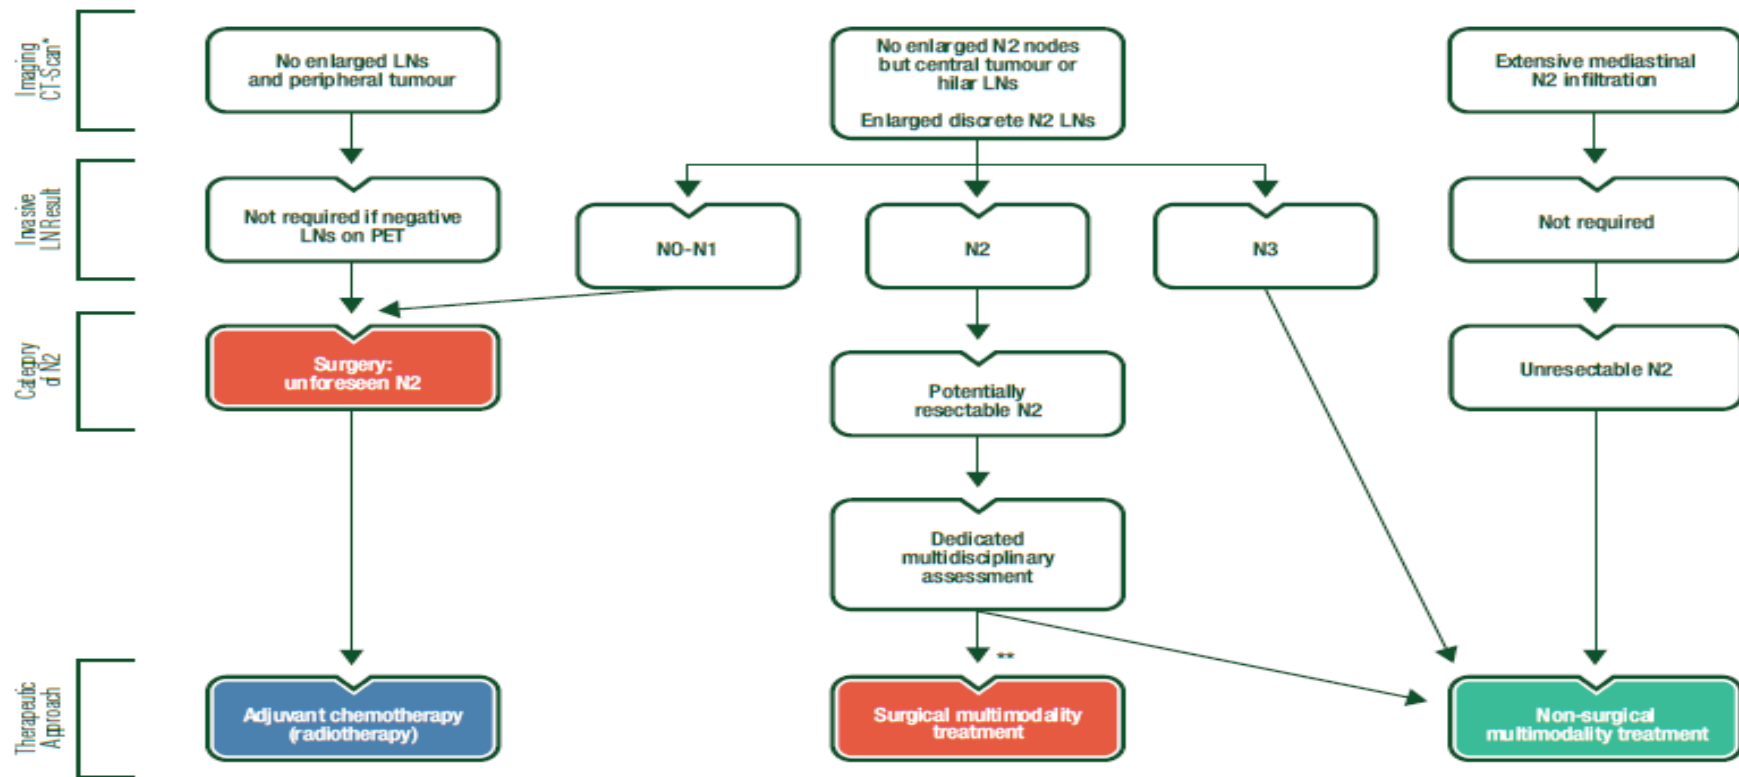 Imaging
CT-Scan*
No enlarged LNs
and peripheral tumour
No enlarged N2 nodes
but central tumour or
hilar LNs
Enlarged discrete N2 LNs
Extensive mediastinal
N2 infiltration
Invasive
LN Result
Not required if negative
LNs on PET
N0-N1
N2
N3
Not required
Category
of N2
Surgery:
unforeseen N2
Potentially
resectable N2
Unresectable N2
Dedicated
multidisciplinary
assessment
**
Therapeutic
Approach
Adjuvant chemotherapy
(radiotherapy)
Surgical multimodality
treatment
Non-surgical
multimodality treatment